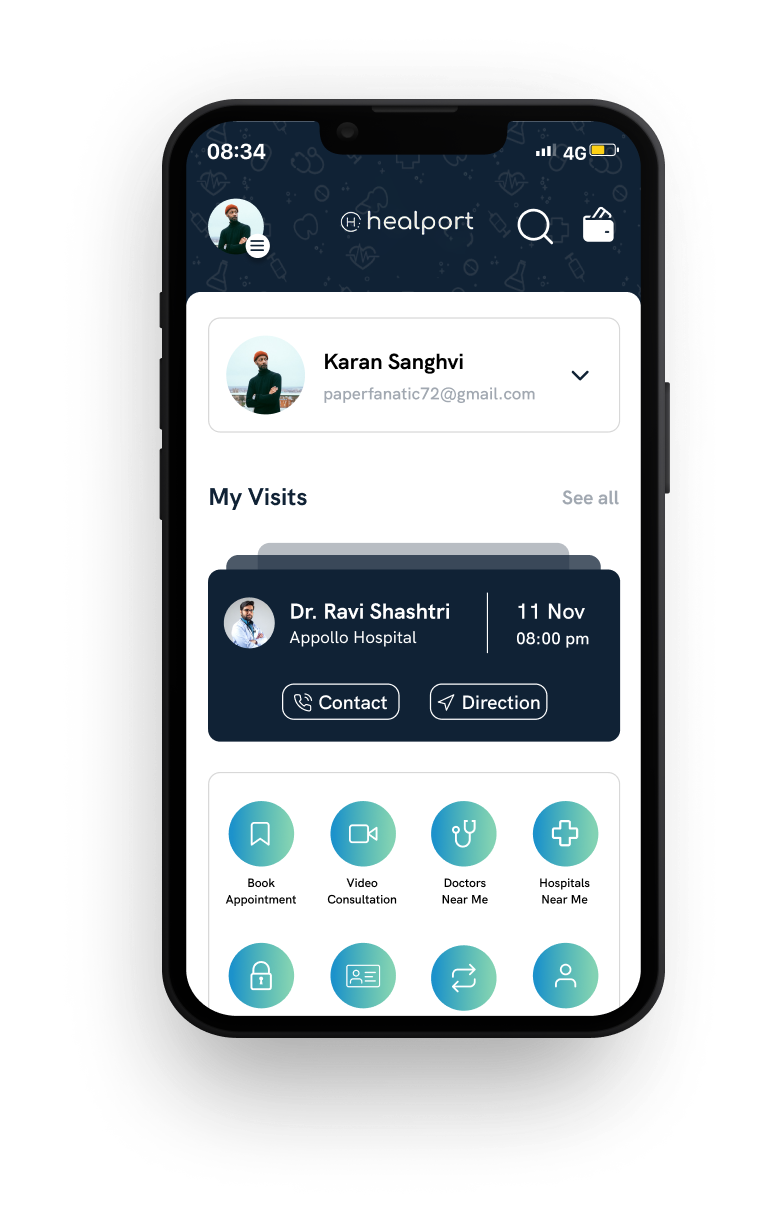 08:34
4G
healport
Karan Sanghvi
paperfanatic72@gmail.com
My Visits
See all
Dr. Ravi Shashtri
Appollo Hospital
11 Nov
08:00 pm
Contact
Direction
Book
Appointment
Video
Consultation
Doctors
Near Me
Hospitals
Near Me